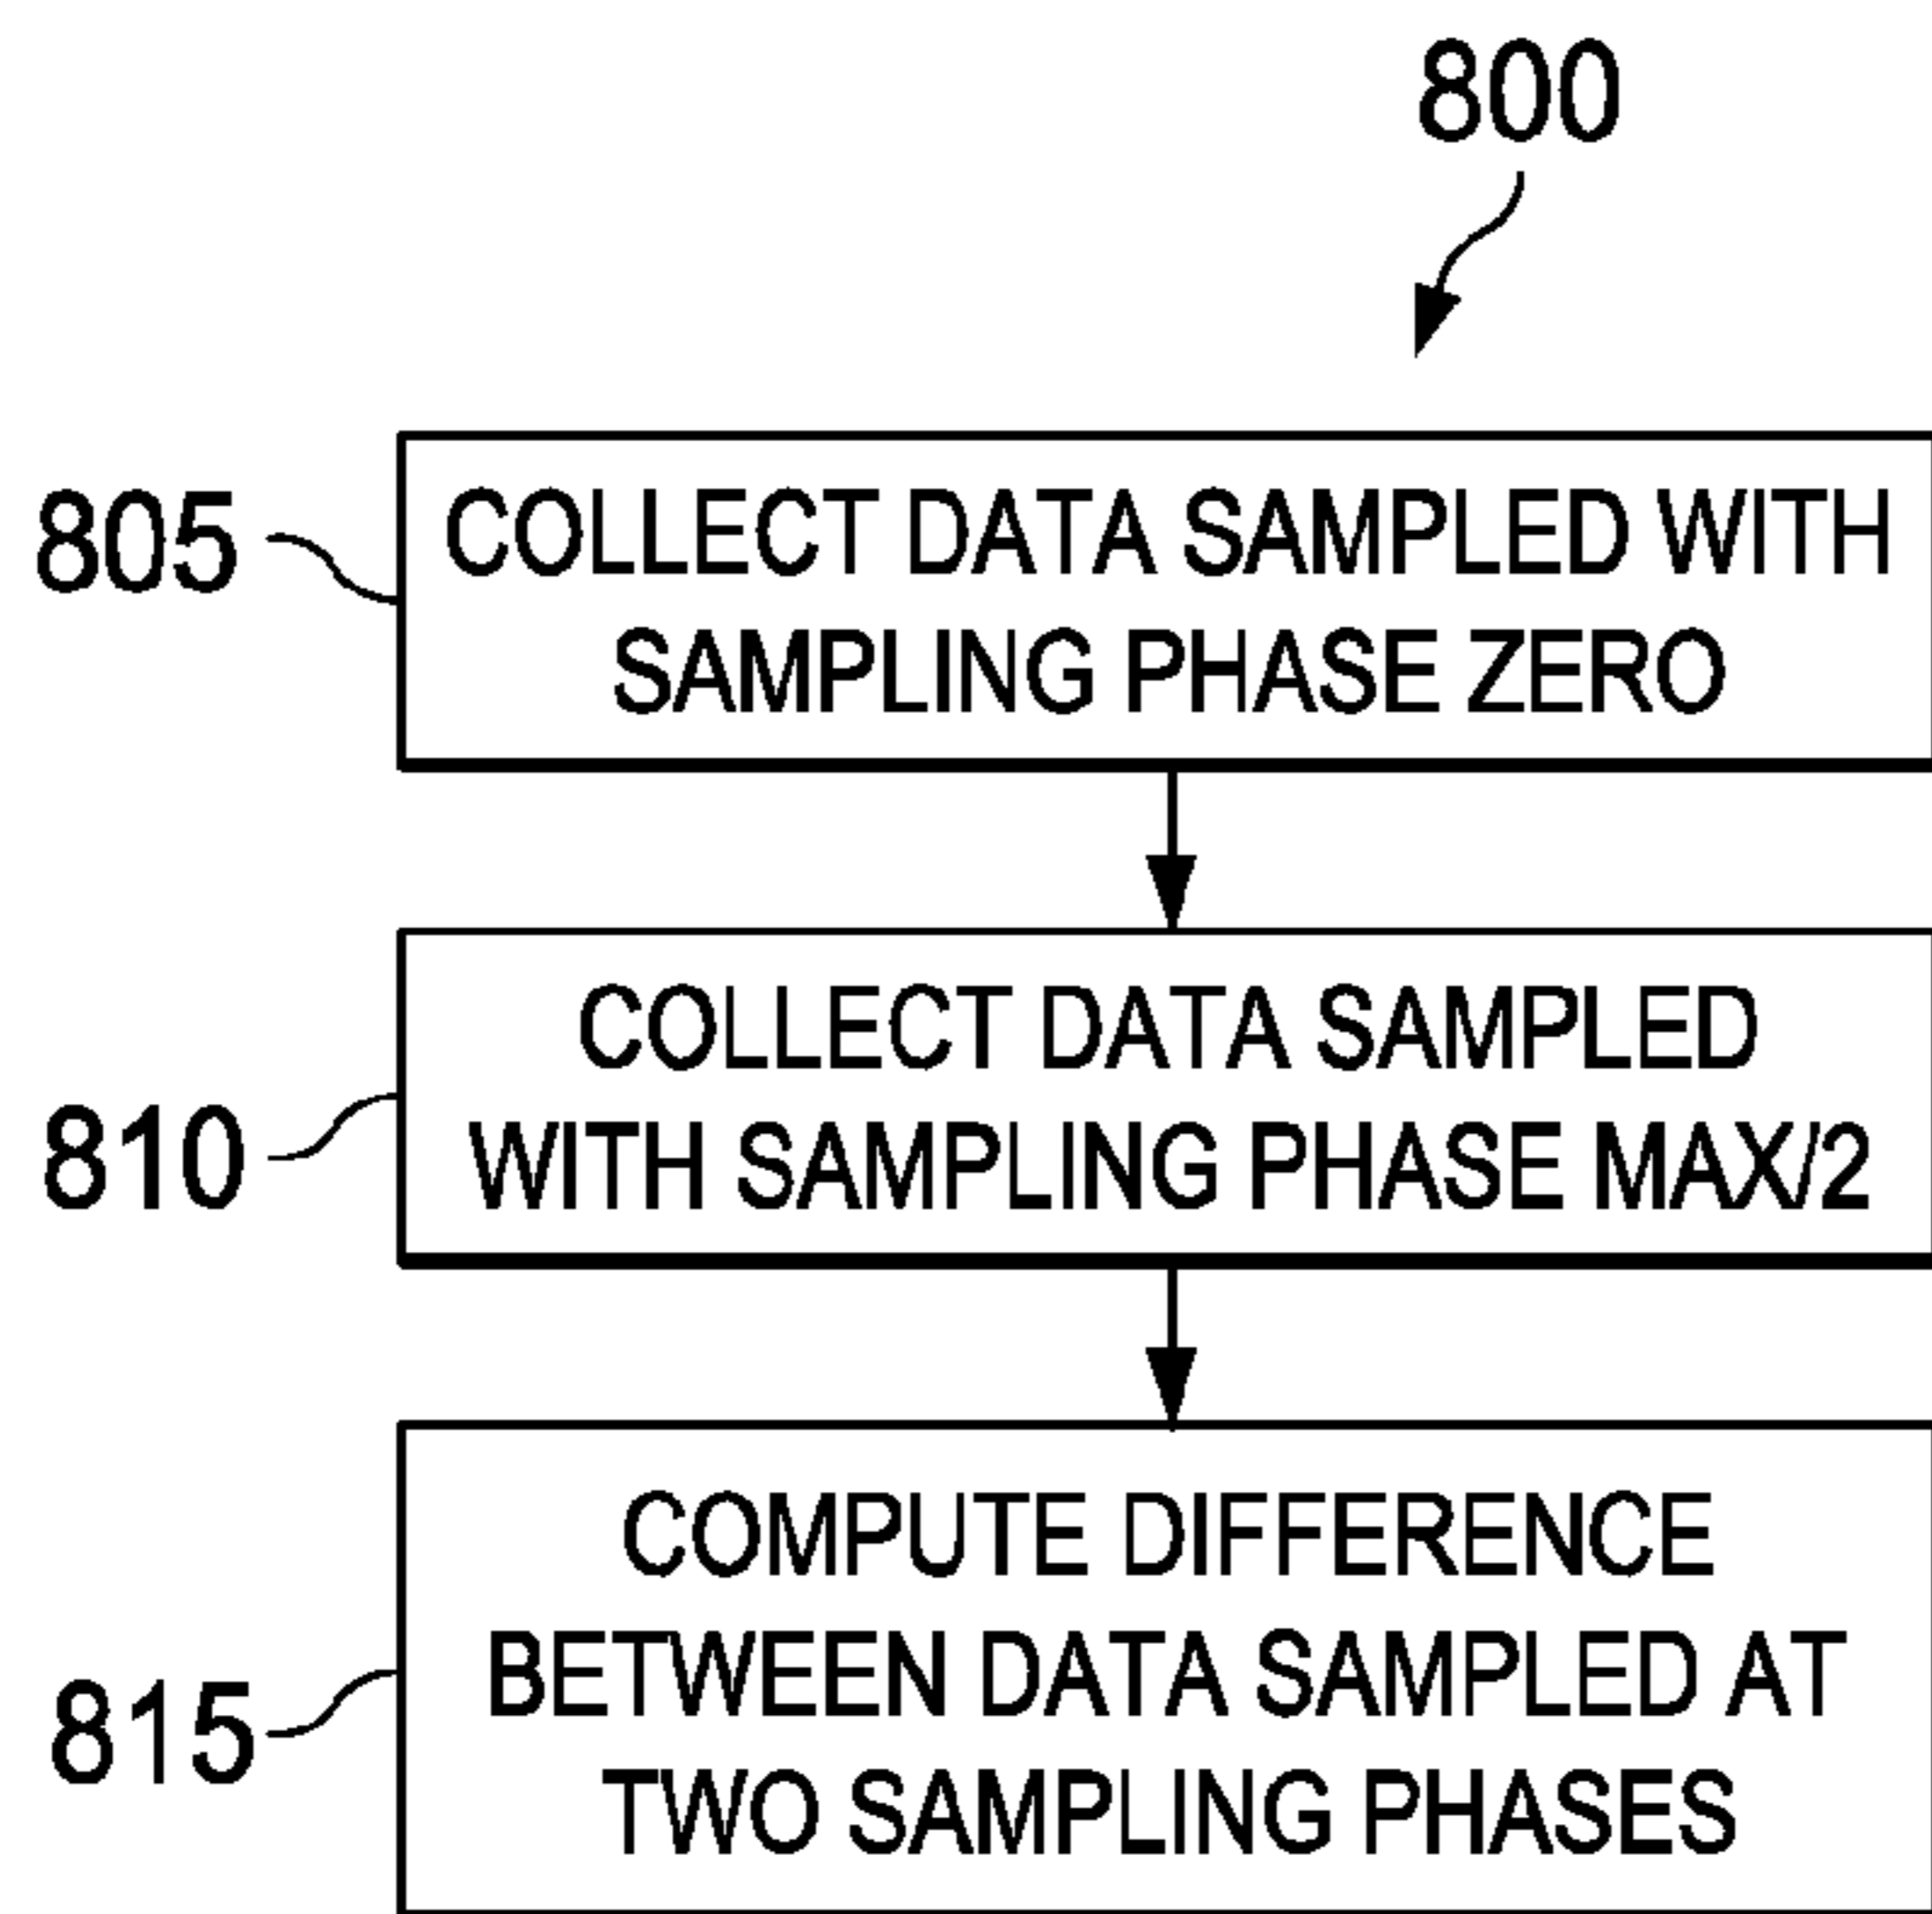 800
805
COLLECT DATA SAMPLED WITH
SAMPLING PHASE ZERO
810
COLLECT DATA SAMPLED
WITH SAMPLING PHASE MAX/2
815
COMPUTE DIFFERENCE
BETWEEN DATA SAMPLED AT
TWO SAMPLING PHASES